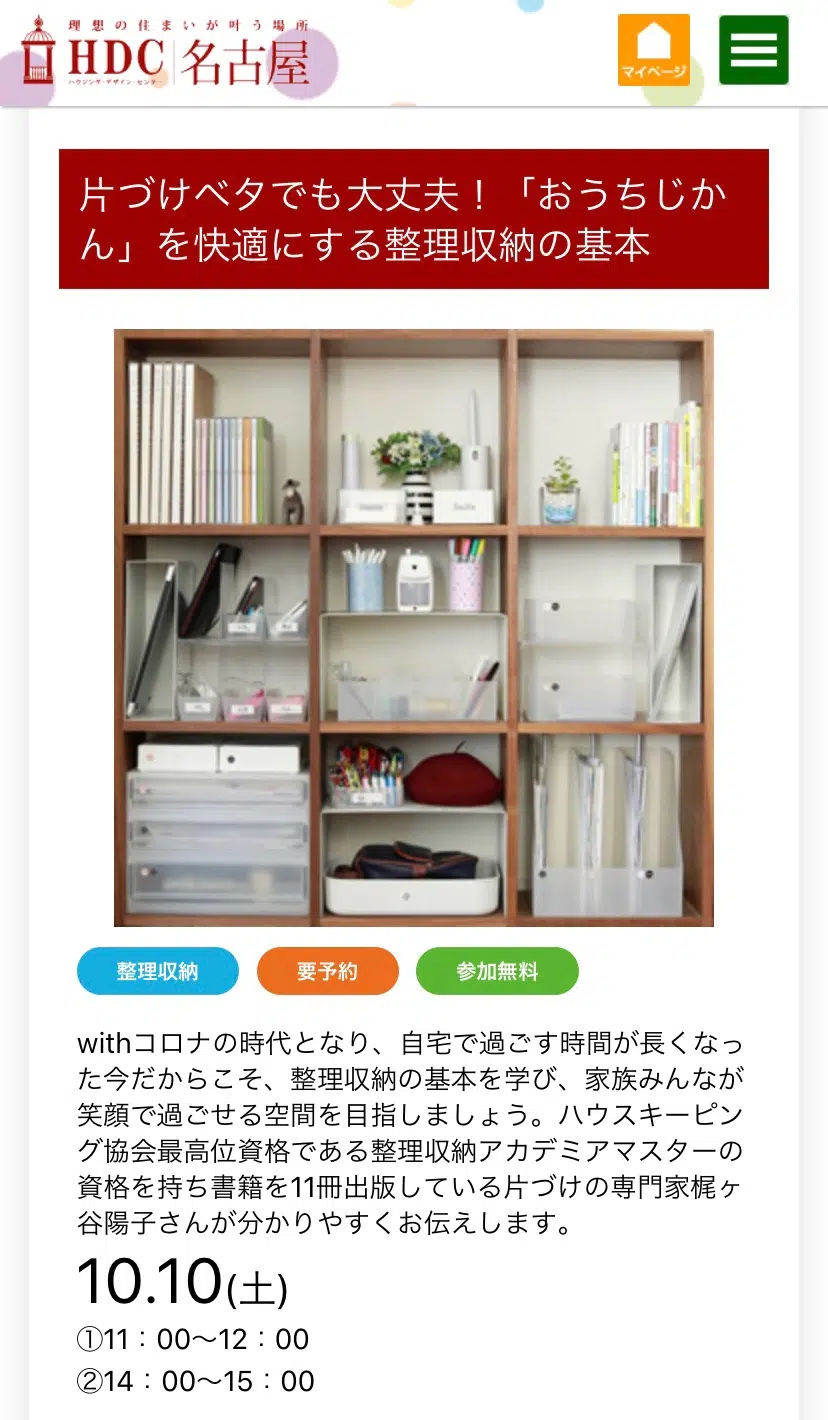 理想の住まいが叶う場所
HDC 名古屋
ハウジング・デザイン・センター
マイページ
片づけベタでも大丈夫！「おうちじか
ん」を快適にする整理収納の基本
整理収納 要予約 参加無料
withコロナの時代となり、自宅で過ごす時間が長くなっ
た今だからこそ、整理収納の基本を学び、家族みんなが
笑顔で過ごせる空間を目指しましょう。ハウスキーピン
グ協会最高位資格である整理収納アカデミアマスターの
資格を持ち書籍を11冊出版している片づけの専門家梶ヶ
谷陽子さんが分かりやすくお伝えします。
10.10(土)
①11：00〜12：00
②14：00〜15：00